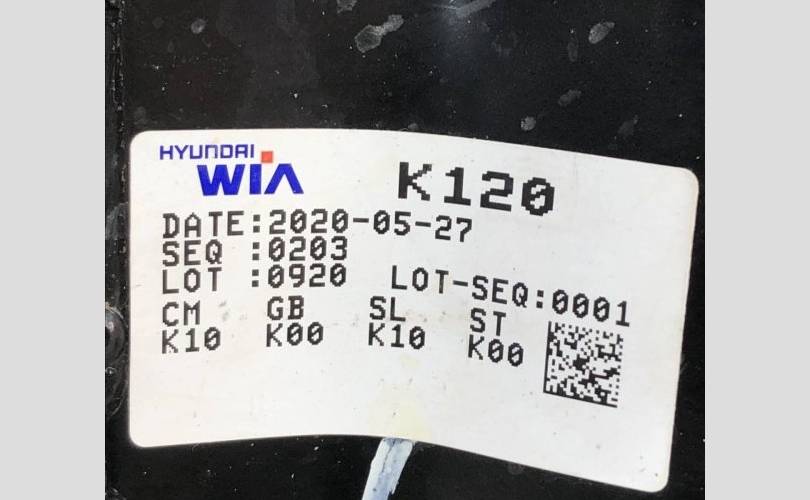 HYUNDAI
WIA K120
DATE:2020-05-27
SEQ :0203
LOT :0920 LOT-SEQ:0001
CM GB SL ST
K10 K00 K10 K00